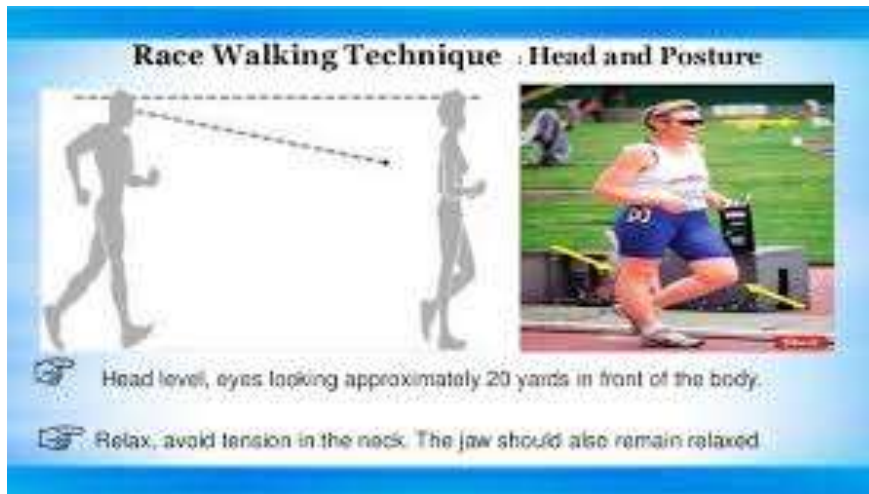 Race Walking Technique : Head and Posture
Head level, eyes looking approximately 20 yards in front of the body.
Relax, avoid tension in the neck. The jaw should also remain relaxed